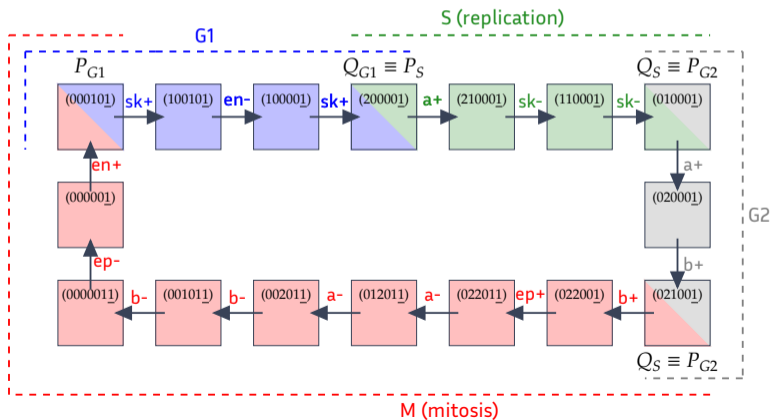 S (replication)
G1
P_G1
Q_G1 ≡ P_S
Q_S ≡ P_G2
(000101̲) sk+ (100101̲) en- (100001̲) sk+ (200001̲) a+ (210001̲) sk- (110001̲) sk- (010001̲)
en+
a+
(000001̲)
(020001̲)
G2
ep-
b+
(0000011̲) b- (001011̲) b- (002011̲) a- (012011̲) a- (022011̲) ep+ (022001̲) b+ (021001̲)
Q_S ≡ P_G2
M (mitosis)